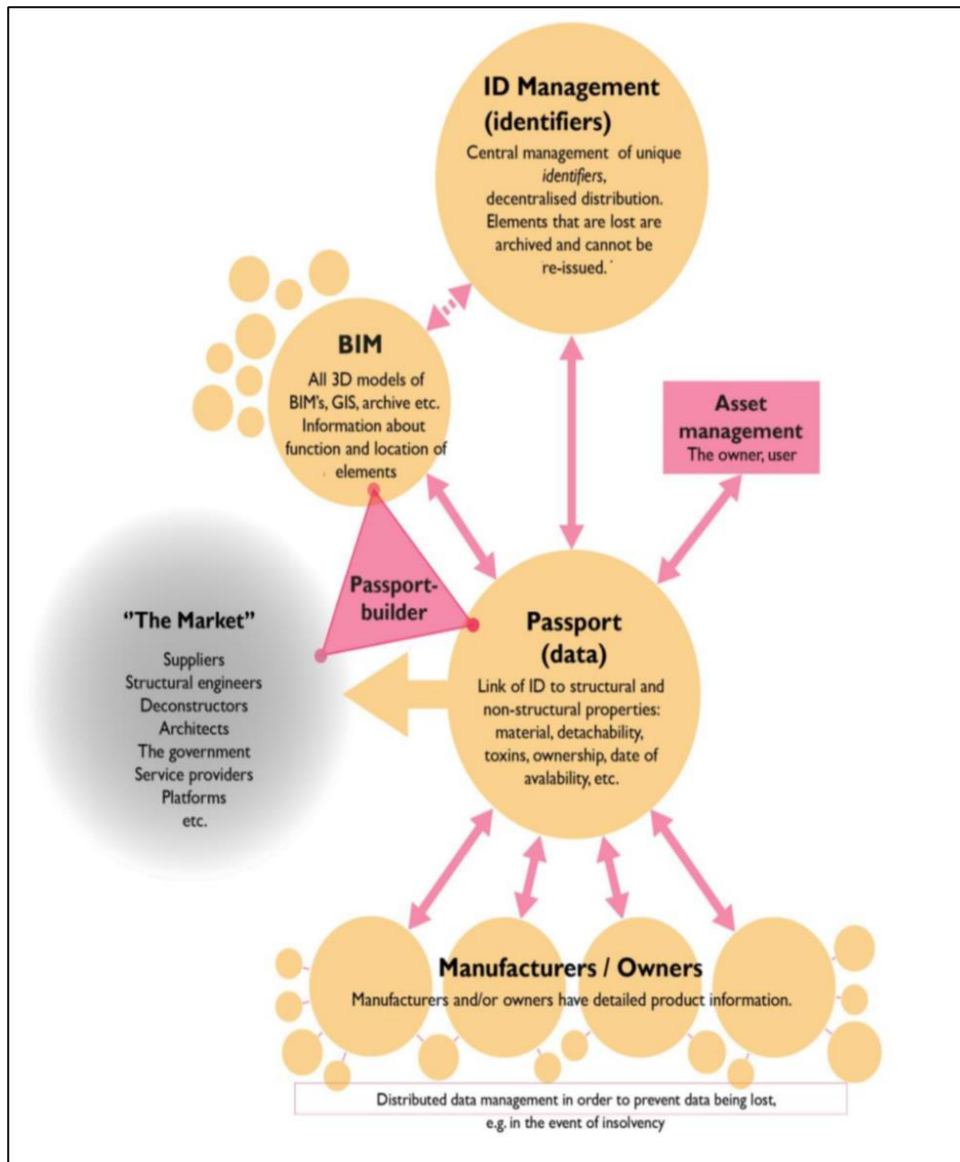 ID Management
(identifiers)
Central management of unique
identifiers,
decentralised distribution.
Elements that are lost are
archived and cannot be
re-issued.
BIM
All 3D models of
BIM's, GIS, archive etc.
Information about
function and location of
elements
Asset
management
The owner, user
Passport-
builder
"The Market"
Suppliers
Structural engineers
Deconstructors
Architects
The government
Service providers
Platforms
etc.
Passport
(data)
Link of ID to structural and
non-structural properties:
material, detachability,
toxins, ownership, date of
avalability, etc.
Manufacturers / Owners
Manufacturers and/or owners have detailed product information.
Distributed data management in order to prevent data being lost,
e.g. in the event of insolvency